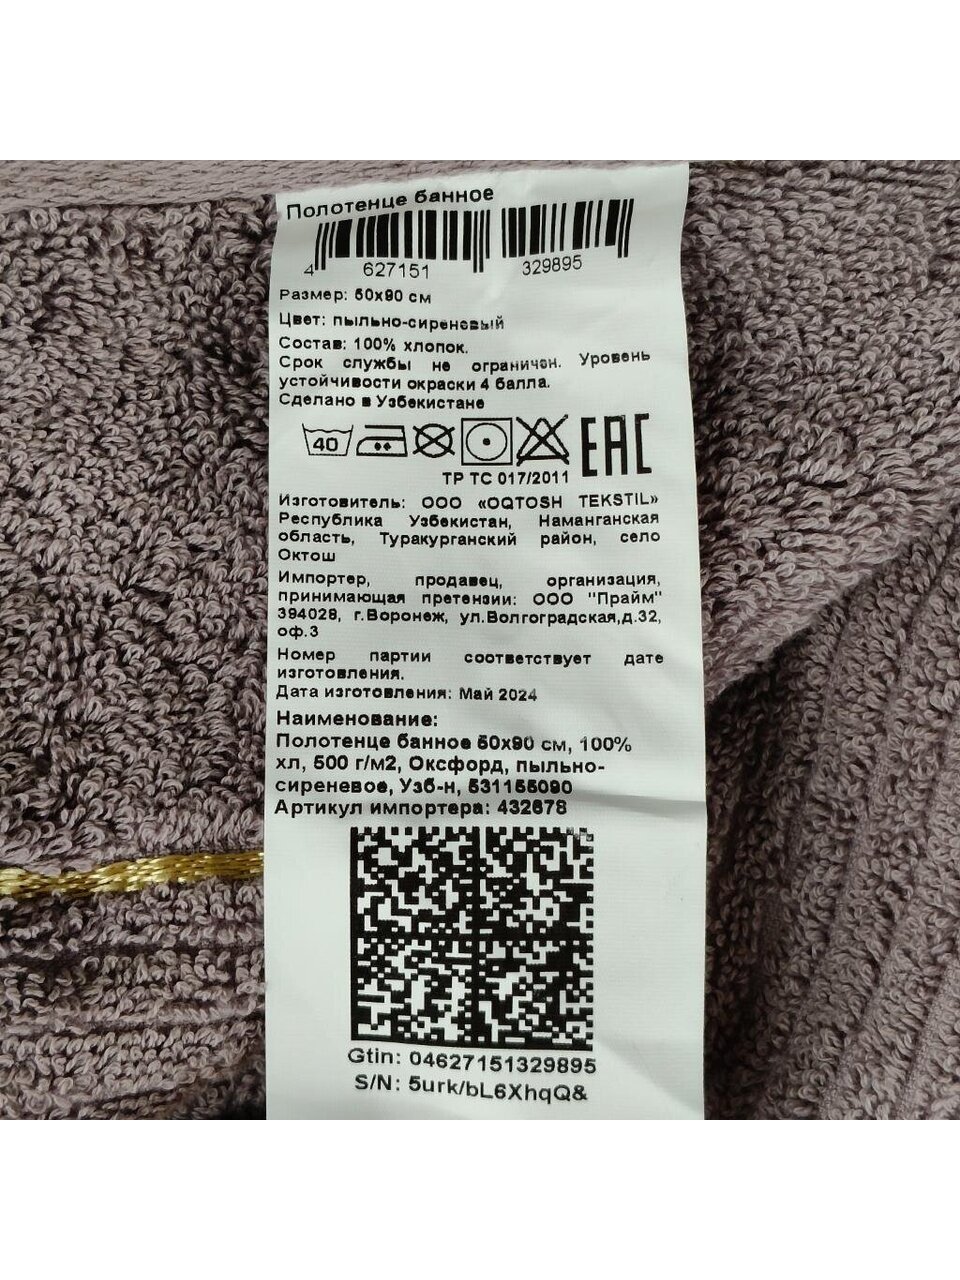 Полотенце банное
4 627151 329895
Размер: 50х90 см
Цвет: пыльно-сиреневый
Состав: 100% хлопок.
Срок службы не ограничен. Уровень
устойчивости окраски 4 балла.
Сделано в Узбекистане
40
EAC
ТР ТС 017/2011
Изготовитель: ООО «OQTOSH TEKSTIL»
Республика Узбекистан, Наманганская
область, Туракурганский район, село
Октош
Импортер, продавец, организация,
принимающая претензии: ООО "Прайм"
394028, г.Воронеж, ул.Волгоградская,д.32,
оф.3
Номер партии соответствует дате
изготовления.
Дата изготовления: Май 2024
Наименование:
Полотенце банное 50х90 см, 100%
хл, 500 г/м2, Оксфорд, пыльно-
сиреневое, Узб-н, 531155090
Артикул импортера: 432678
Gtin: 04627151329895
S/N: 5urk/bL6XhqQ&